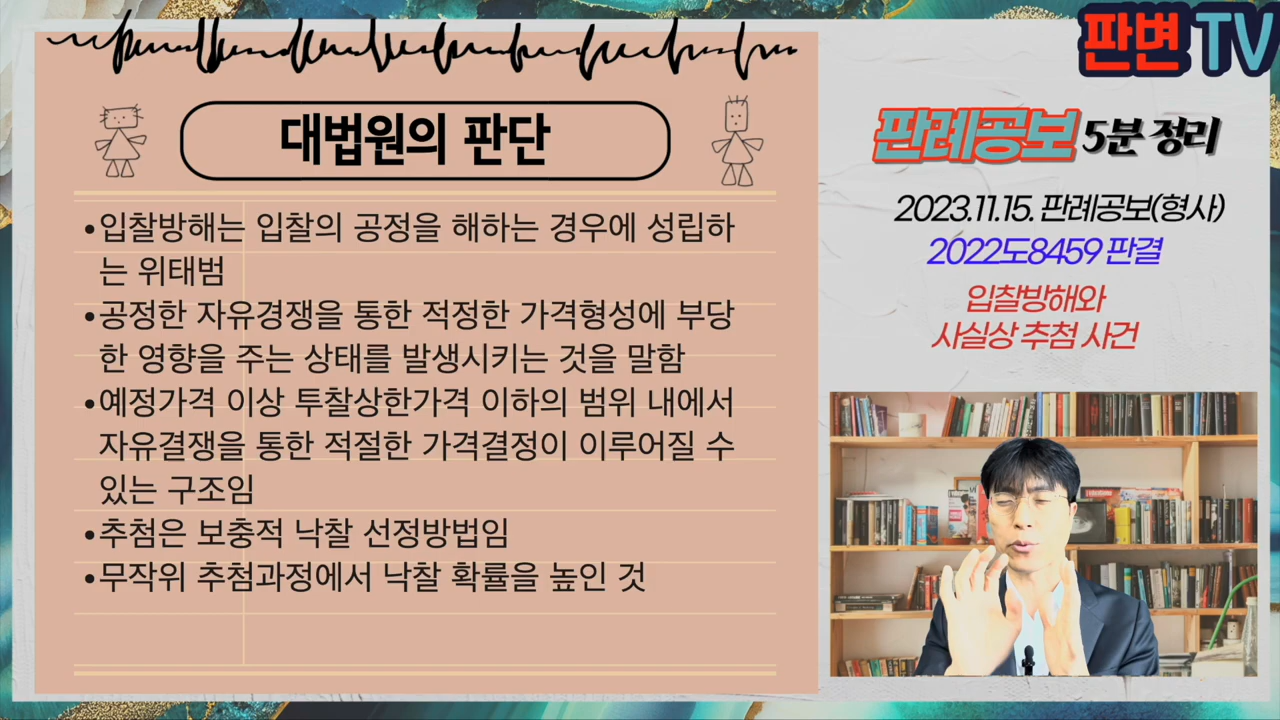 판변 TV
대법원의 판단
•입찰방해는 입찰의 공정을 해하는 경우에 성립하
는 위태범
•공정한 자유경쟁을 통한 적정한 가격형성에 부당
한 영향을 주는 상태를 발생시키는 것을 말함
•예정가격 이상 투찰상한가격 이하의 범위 내에서
자유결쟁을 통한 적절한 가격결정이 이루어질 수
있는 구조임
•추첨은 보충적 낙찰 선정방법임
•무작위 추첨과정에서 낙찰 확률을 높인 것
판례공보 5분 정리
2023.11.15. 판례공보(형사)
2022도8459 판결
입찰방해와
사실상 추첨 사건